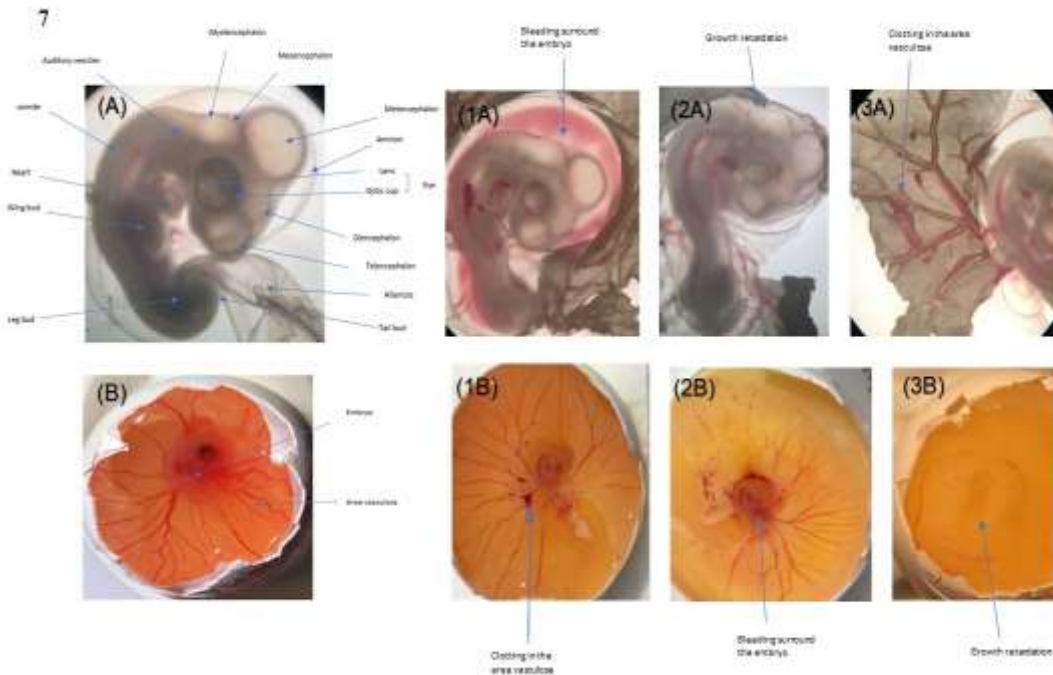 7
Myelencephalon
Mesencephalon
Auditory vesicles
Metencephalon
somite
Amnion
Lens
Eye
Optic cup
Heart
Wing bud
Diencephalon
Telencephalon
Allantois
Leg bud
Tail bud
(A)
Bleeding surround
the embryo
(1A)
Growth retardation
(2A)
Clotting in the area
vasculosa
(3A)
(B)
Embryo
Area vasculosa
(1B)
Clotting in the
area vasculosa
(2B)
Bleeding surround
the embryo
(3B)
Growth retardation